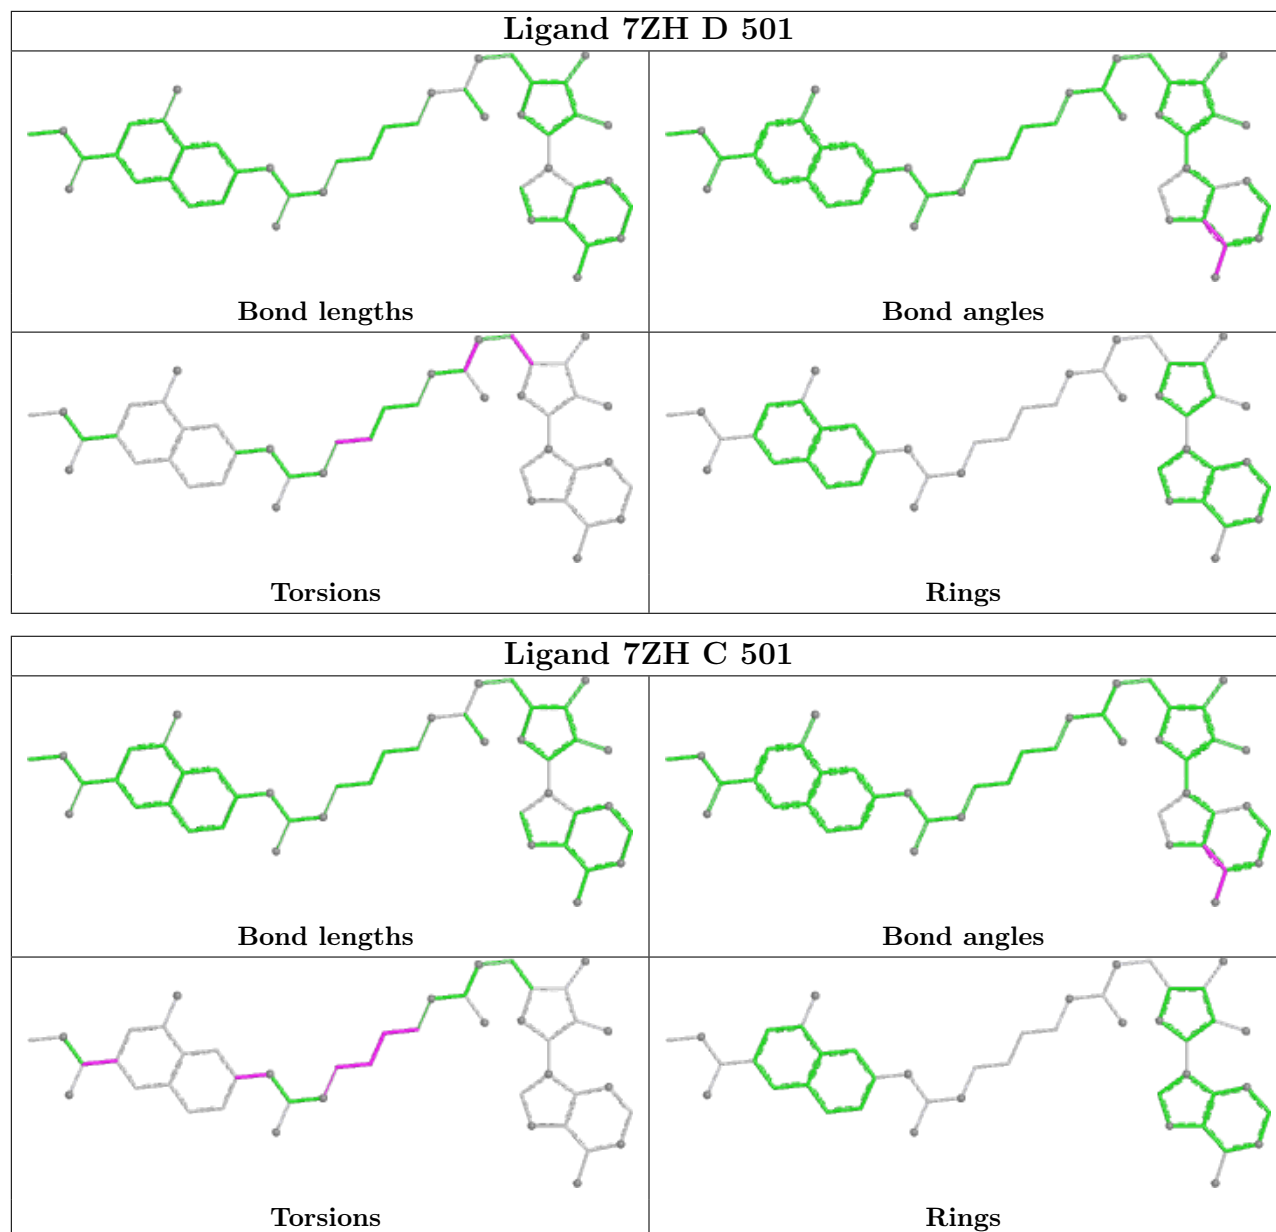 Ligand 7ZH D 501
Bond lengths
Bond angles
Torsions
Rings
Ligand 7ZH C 501
Bond lengths
Bond angles
Torsions
Rings